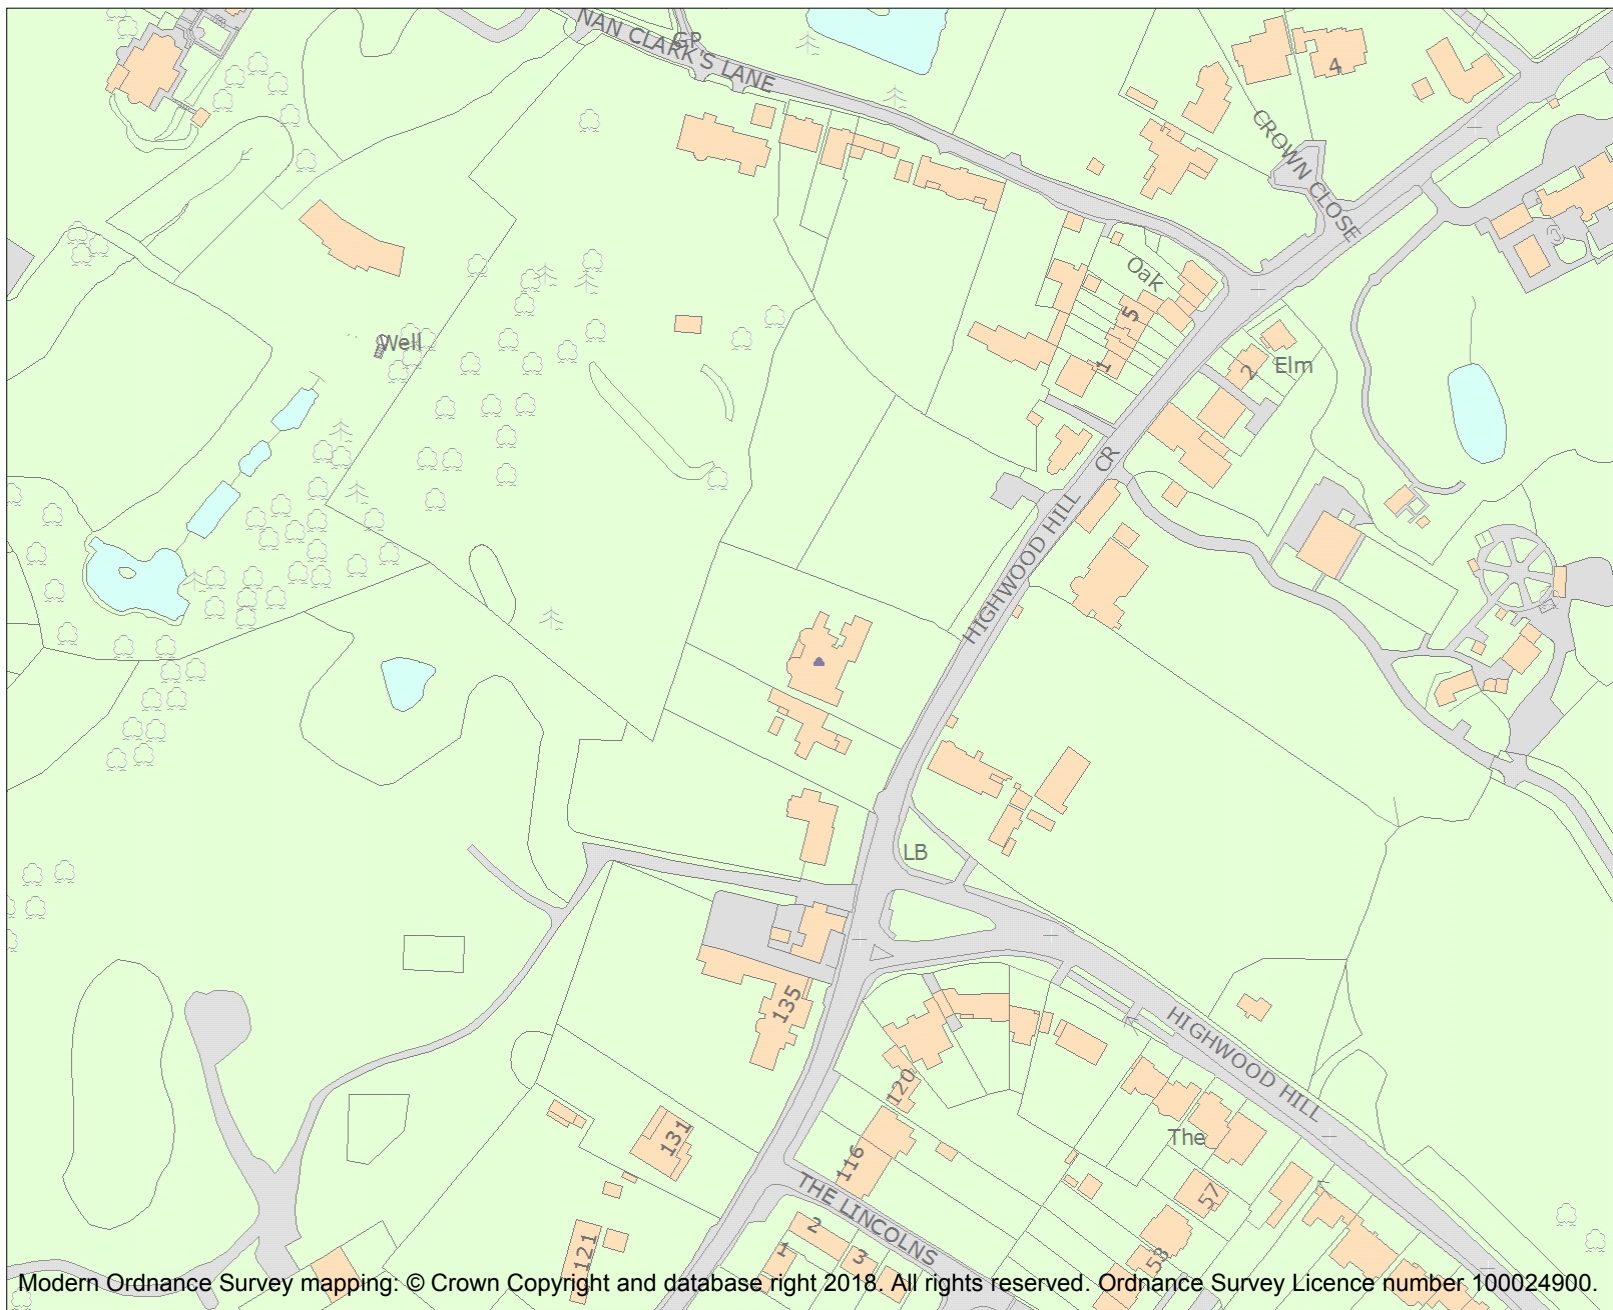 NAN CLARK'S LANE
GP
4
CROWN CLOSE
3
Oak
5
1
2
Elm
Well
CR
HIGHWOOD HILL
LB
135
HIGHWOOD HILL
120
131
116
The
57
THE LINCOLNS
2
1
3
121
58
Modern Ordnance Survey mapping: © Crown Copyright and database right 2018. All rights reserved. Ordnance Survey Licence number 100024900.